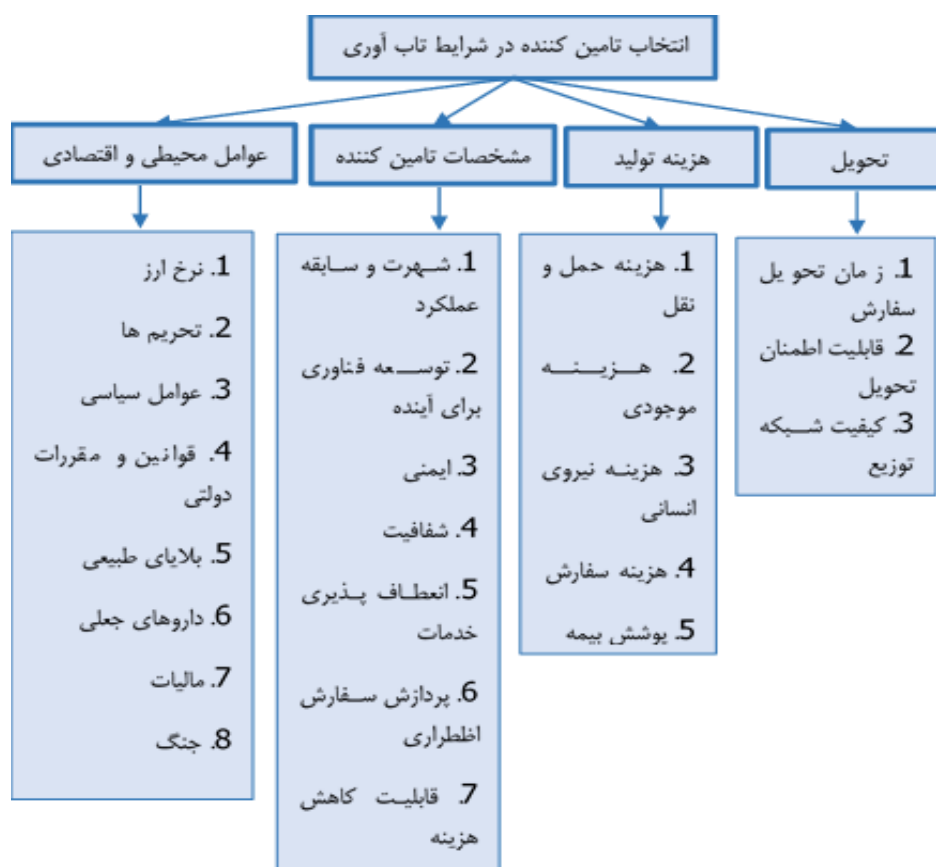 انتخاب تامین کننده در شرایط تاب آوری
تحویل
هزینه تولید
مشخصات تامین کننده
عوامل محیطی و اقتصادی
1. ز مان تحو یل
سفارش
2. قابلیت اطمنان
تحویل
3. کیفیت شبکه
توزیع
1. هزینه حمل و
نقل
2. هزینه
موجودی
3. هزینه نیروی
انسانی
4. هزینه سفارش
5. پوشش بیمه
1. شهرت و سابقه
عملکرد
2. توسعه فناوری
برای آینده
3. ایمنی
4. شفافیت
5. انعطاف پذیری
خدمات
6. پردازش سفارش
اظطراری
7. قابلیت کاهش
هزینه
1. نرخ ارز
2. تحریم ها
3. عوامل سیاسی
4. قوانین و مقررات
دولتی
5. بلایای طبیعی
6. داروهای جعلی
7. مالیات
8. جنگ